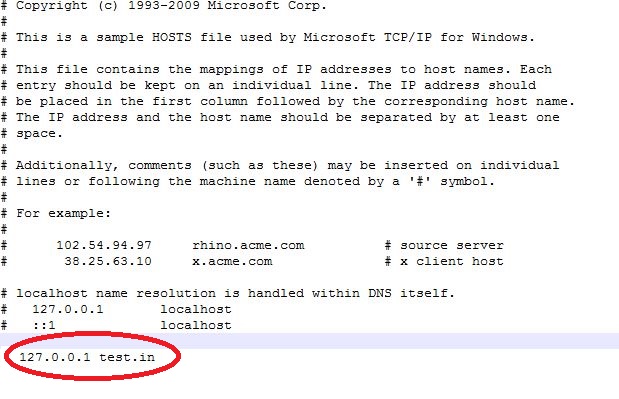 # Copyright (c) 1993-2009 Microsoft Corp.
#
# This is a sample HOSTS file used by Microsoft TCP/IP for Windows.
#
# This file contains the mappings of IP addresses to host names. Each
# entry should be kept on an individual line. The IP address should
# be placed in the first column followed by the corresponding host name.
# The IP address and the host name should be separated by at least one
# space.
#
# Additionally, comments (such as these) may be inserted on individual
# lines or following the machine name denoted by a '#' symbol.
#
# For example:
#
#      102.54.94.97     rhino.acme.com          # source server
#       38.25.63.10     x.acme.com              # x client host

# localhost name resolution is handled within DNS itself.
#   127.0.0.1       localhost
#   ::1             localhost

127.0.0.1 test.in